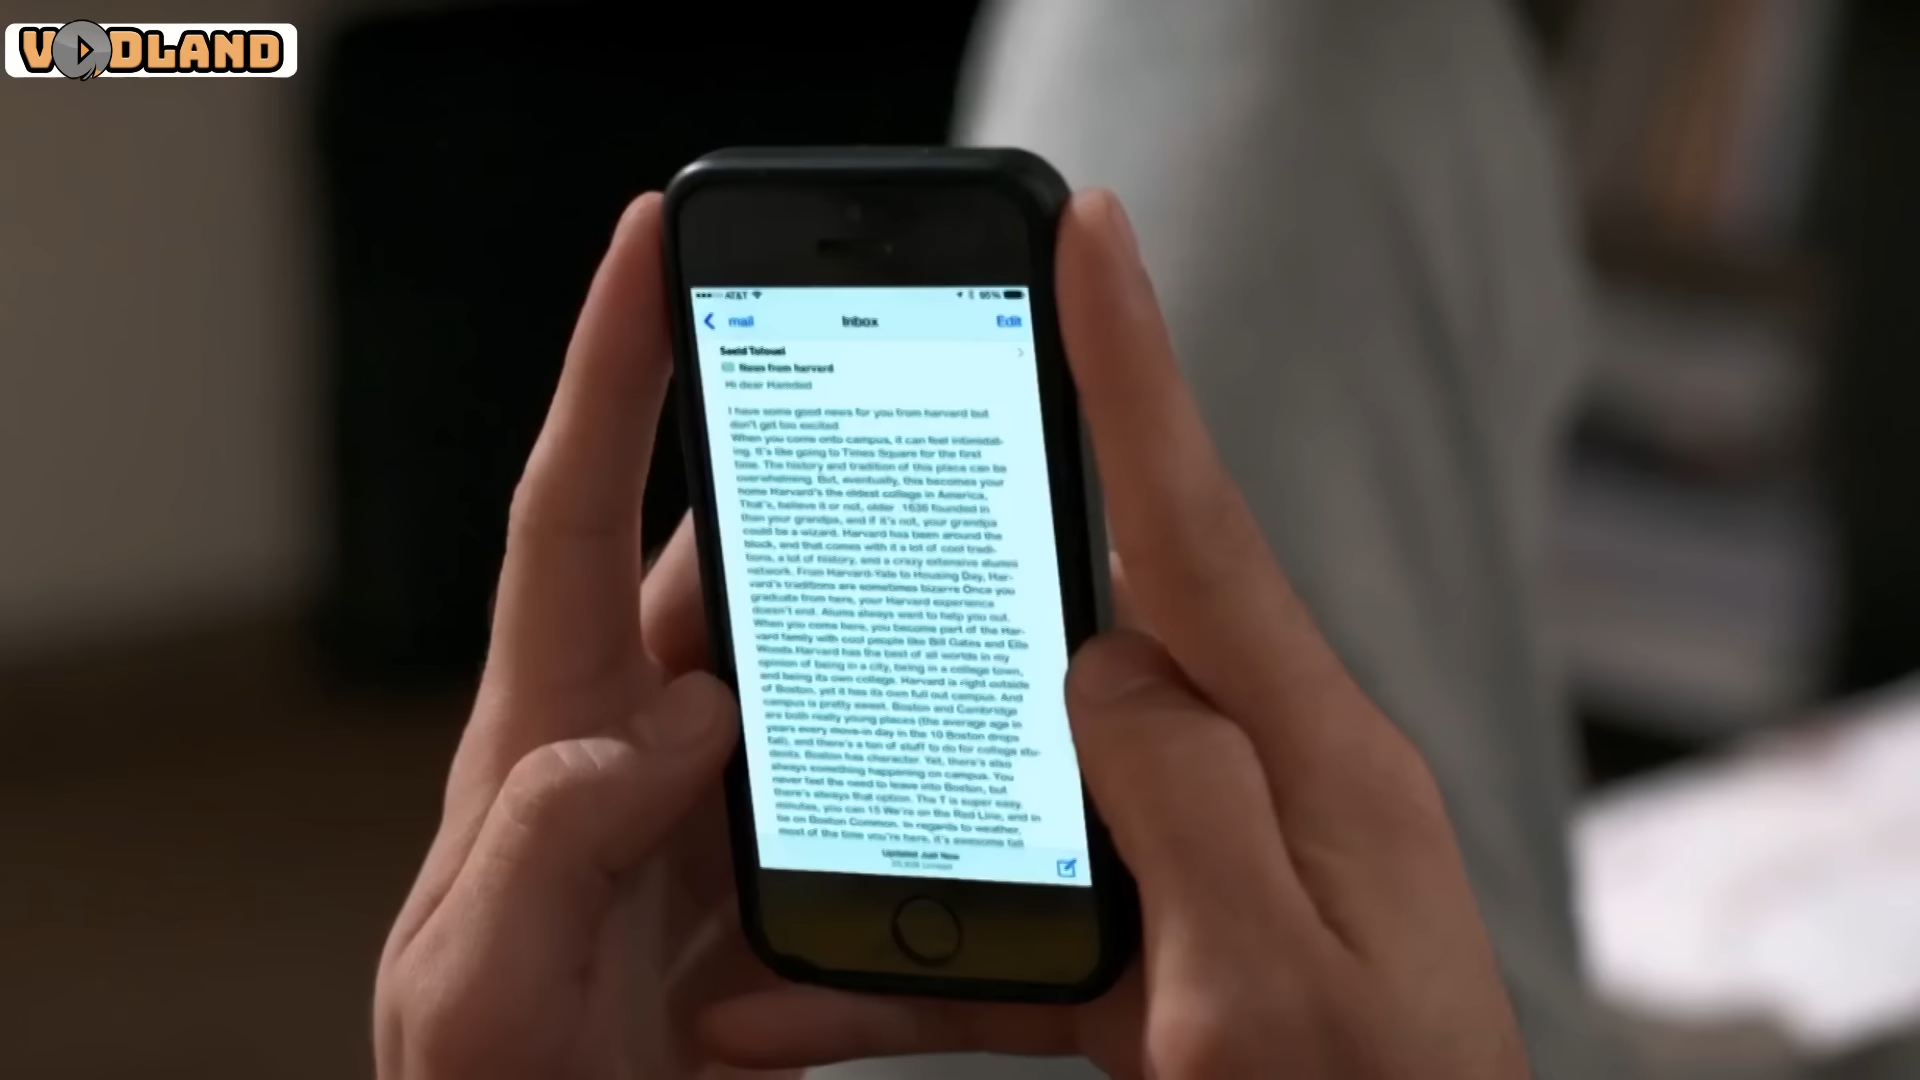 VODLAND
AT&T 95%
mail Inbox Edit
Saeid Tolouei
News from harvard
Hi dear Hamded
I have some good news for you from harvard but
don't get too excited
When you come onto campus, it can feel intimidat-
ing. It's like going to Times Square for the first
time. The history and tradition of this place can be
overwhelming. But, eventually, this becomes your
home Harvard's the oldest college in America,
That's, believe it or not, older .1636 founded in
than your grandpa, and if it's not, your grandpa
could be a wizard. Harvard has been around the
block, and that comes with it a lot of cool tradi-
tions, a lot of history, and a crazy extensive alumni
network. From Harvard-Yale to Housing Day, Har-
vard's traditions are sometimes bizarre Once you
graduate from here, your Harvard experience
doesn't end. Alums always want to help you out.
When you come here, you become part of the Har-
vard family with cool people like Bill Gates and Elle
Woods.Harvard has the best of all worlds in my
opinion of being in a city, being in a college town,
and being its own college. Harvard is right outside
of Boston, yet it has its own full out campus. And
campus is pretty sweet. Boston and Cambridge
are both really young places (the average age in
years every move-in day in the 10 Boston drops
fall), and there's a ton of stuff to do for college stu-
dents. Boston has character. Yet, there's also
always something happening on campus. You
never feel the need to leave into Boston, but
there's always that option. The T is super easy
minutes, you can 15 We're on the Red Line, and in
be on Boston Common. In regards to weather,
most of the time you're here, it's awesome fall
Updated Just Now